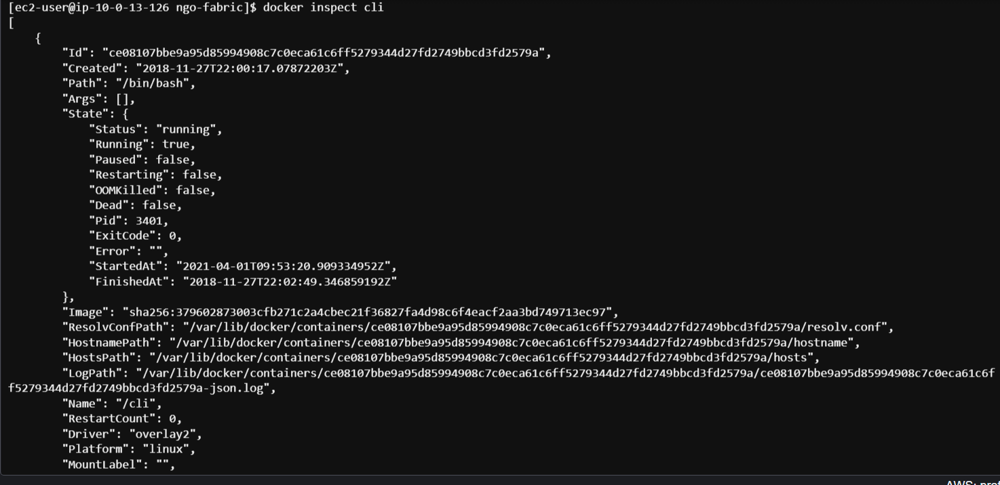 [ec2-user@ip-10-0-13-126 ngo-fabric]$ docker inspect cli
[
    {
        "Id": "ce08107bbe9a95d85994908c7c0eca61c6ff5279344d27fd2749bbcd3fd2579a",
        "Created": "2018-11-27T22:00:17.07872203Z",
        "Path": "/bin/bash",
        "Args": [],
        "State": {
            "Status": "running",
            "Running": true,
            "Paused": false,
            "Restarting": false,
            "OOMKilled": false,
            "Dead": false,
            "Pid": 3401,
            "ExitCode": 0,
            "Error": "",
            "StartedAt": "2021-04-01T09:53:20.909334952Z",
            "FinishedAt": "2018-11-27T22:02:49.346859192Z"
        },
        "Image": "sha256:379602873003cfb271c2a4cbec21f36827fa4d98c6f4eacf2aa3bd749713ec97",
        "ResolvConfPath": "/var/lib/docker/containers/ce08107bbe9a95d85994908c7c0eca61c6ff5279344d27fd2749bbcd3fd2579a/resolv.conf",
        "HostnamePath": "/var/lib/docker/containers/ce08107bbe9a95d85994908c7c0eca61c6ff5279344d27fd2749bbcd3fd2579a/hostname",
        "HostsPath": "/var/lib/docker/containers/ce08107bbe9a95d85994908c7c0eca61c6ff5279344d27fd2749bbcd3fd2579a/hosts",
        "LogPath": "/var/lib/docker/containers/ce08107bbe9a95d85994908c7c0eca61c6ff5279344d27fd2749bbcd3fd2579a/ce08107bbe9a95d85994908c7c0eca61c6f
f5279344d27fd2749bbcd3fd2579a-json.log",
        "Name": "/cli",
        "RestartCount": 0,
        "Driver": "overlay2",
        "Platform": "linux",
        "MountLabel": "",